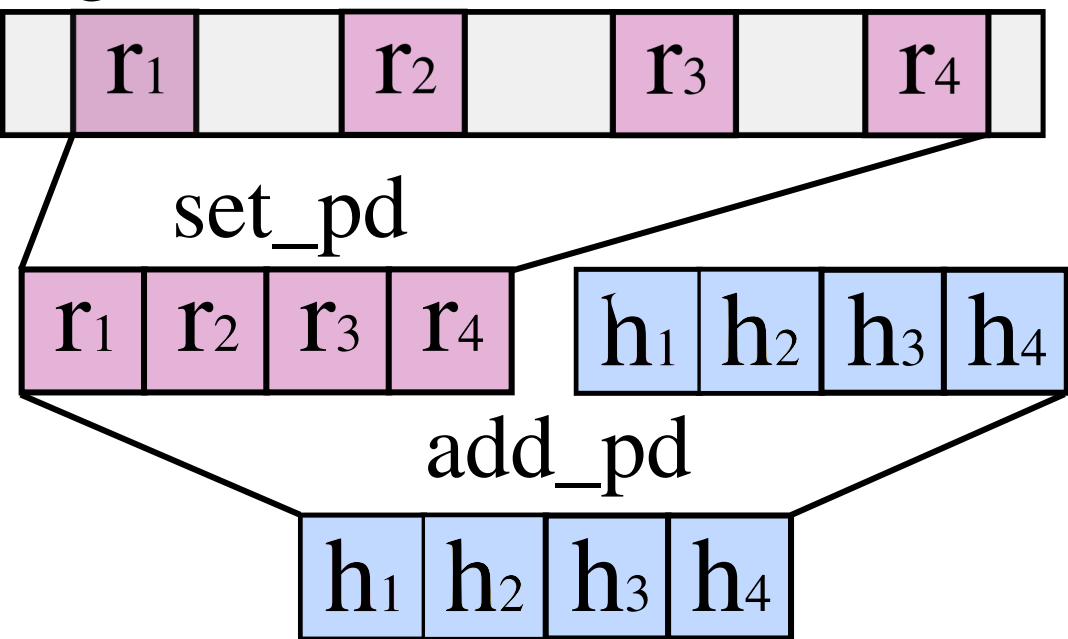 r1 r2 r3 r4
set_pd
r1 r2 r3 r4 h1 h2 h3 h4
add_pd
h1 h2 h3 h4